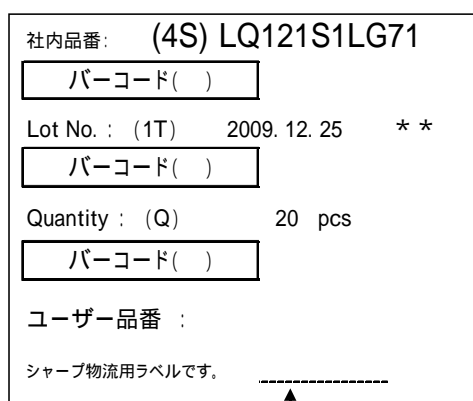 社内品番: (4S) LQ121S1LG71
バーコード( )
Lot No. : (1T) 2009. 12. 25 * *
バーコード( )
Quantity : (Q) 20 pcs
バーコード( )
ユーザー品番 :
シャープ物流用ラベルです。